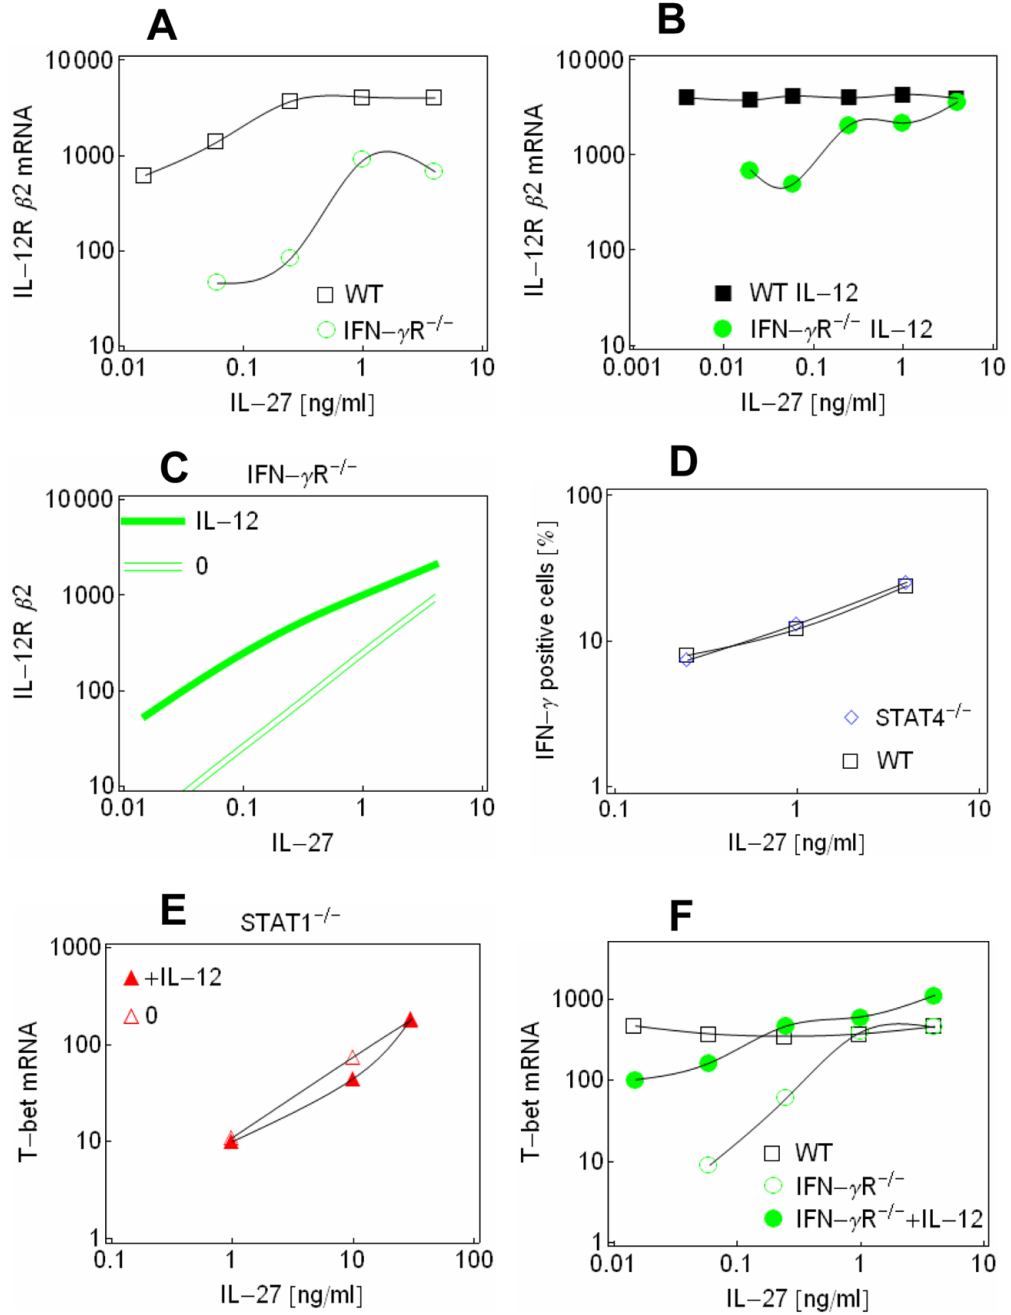 A
10000
1000
100
10
IL−12R β2 mRNA
WT
IFN−γR−/−
0.01 0.1 1 10
IL−27 [ng/ml]
B
10000
1000
100
10
IL−12R β2 mRNA
WT IL−12
IFN−γR−/− IL−12
0.001 0.01 0.1 1 10
IL−27 [ng/ml]
C
IFN−γR−/−
10000
1000
100
10
IL−12R β2
IL−12
0
0.01 0.1 1 10
IL−27
D
100
10
1
IFN−γ positive cells [%]
STAT4−/−
WT
0.1 1 10
IL−27 [ng/ml]
E
STAT1−/−
1000
100
10
1
T−bet mRNA
+IL−12
0
0.1 1 10 100
IL−27 [ng/ml]
F
1000
100
10
1
T−bet mRNA
WT
IFN−γR−/−
IFN−γR−/−+IL−12
0.01 0.1 1 10
IL−27 [ng/ml]